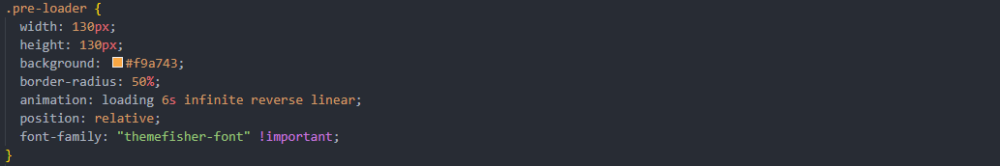 .pre-loader {
  width: 130px;
  height: 130px;
  background: #f9a743;
  border-radius: 50%;
  animation: loading 6s infinite reverse linear;
  position: relative;
  font-family: "themefisher-font" !important;
}